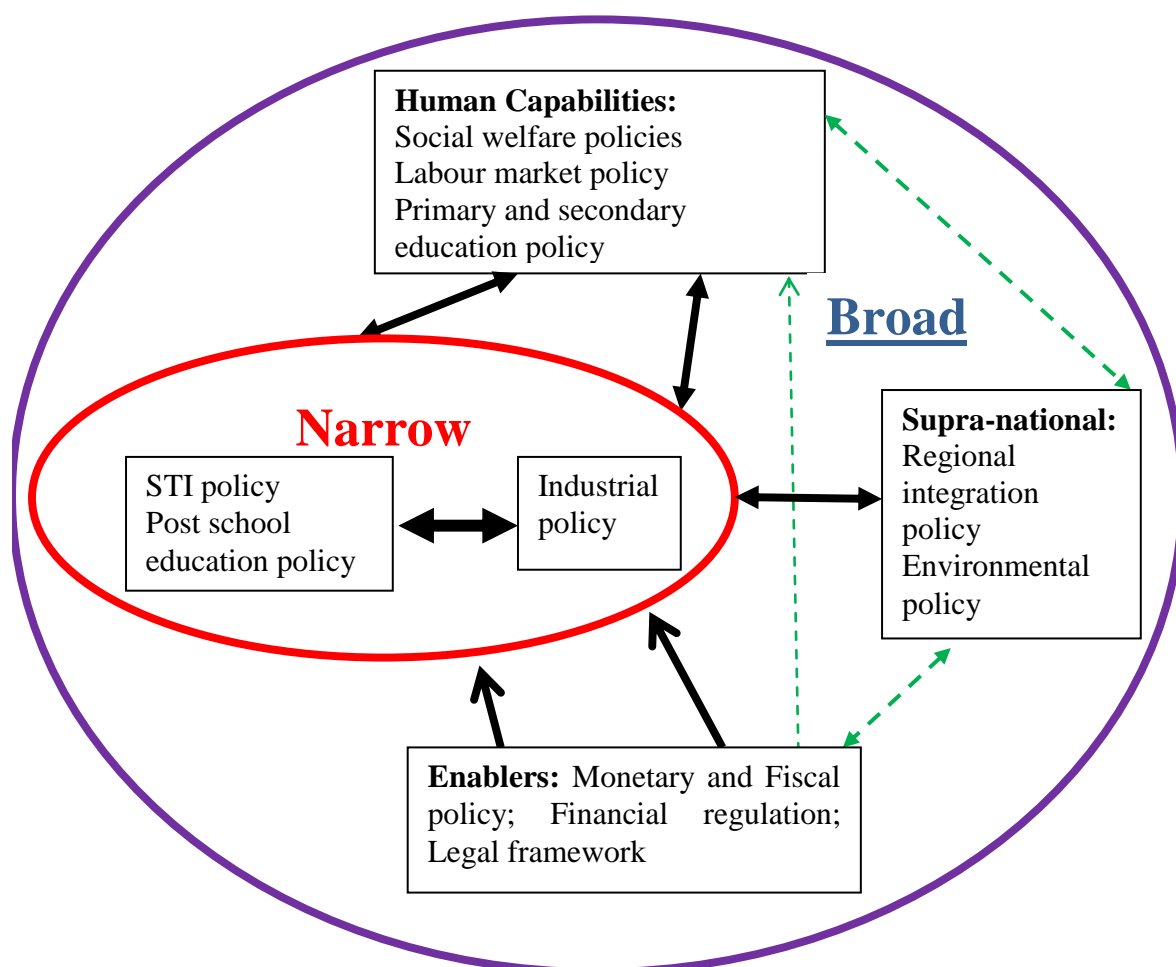 Human Capabilities:
Social welfare policies
Labour market policy
Primary and secondary
education policy
Broad
Narrow
STI policy
Post school
education policy
Industrial
policy
Supra-national:
Regional
integration
policy
Environmental
policy
Enablers: Monetary and Fiscal
policy; Financial regulation;
Legal framework